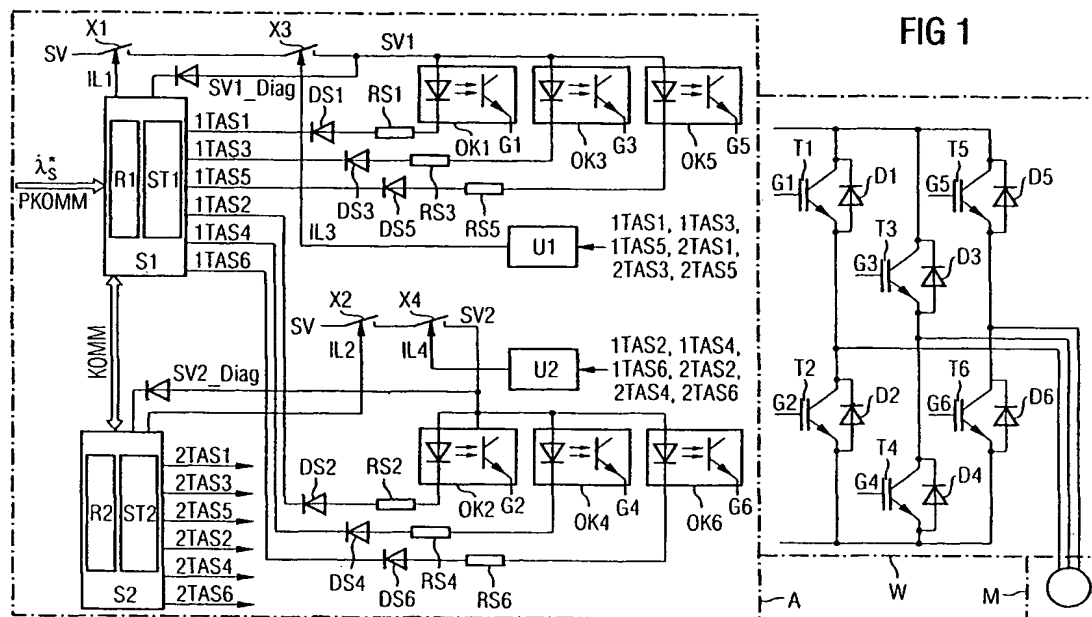 FIG 1
X1
X3
SV
SV1
IL1
SV1_Diag
DS1
RS1
1TAS1
G1
G3
G5
OK1
OK3
OK5
1TAS3
1TAS5
1TAS2
1TAS4
1TAS6
λ̇*S
PKOMM
R1
ST1
S1
DS3
DS5
RS3
RS5
IL3
U1
1TAS1, 1TAS3,
1TAS5, 2TAS1,
2TAS3, 2TAS5
X2
X4
SV
SV2
IL2
IL4
U2
1TAS2, 1TAS4,
1TAS6, 2TAS2,
2TAS4, 2TAS6
KOMM
SV2_Diag
DS2
RS2
G2
G4
G6
OK2
OK4
OK6
2TAS1
2TAS3
2TAS5
2TAS2
2TAS4
2TAS6
R2
ST2
S2
DS4
DS6
RS4
RS6
T1
T5
G1
D1
G5
D5
T3
G3
D3
T2
T6
G2
D2
G6
D6
T4
G4
D4
W
A
M